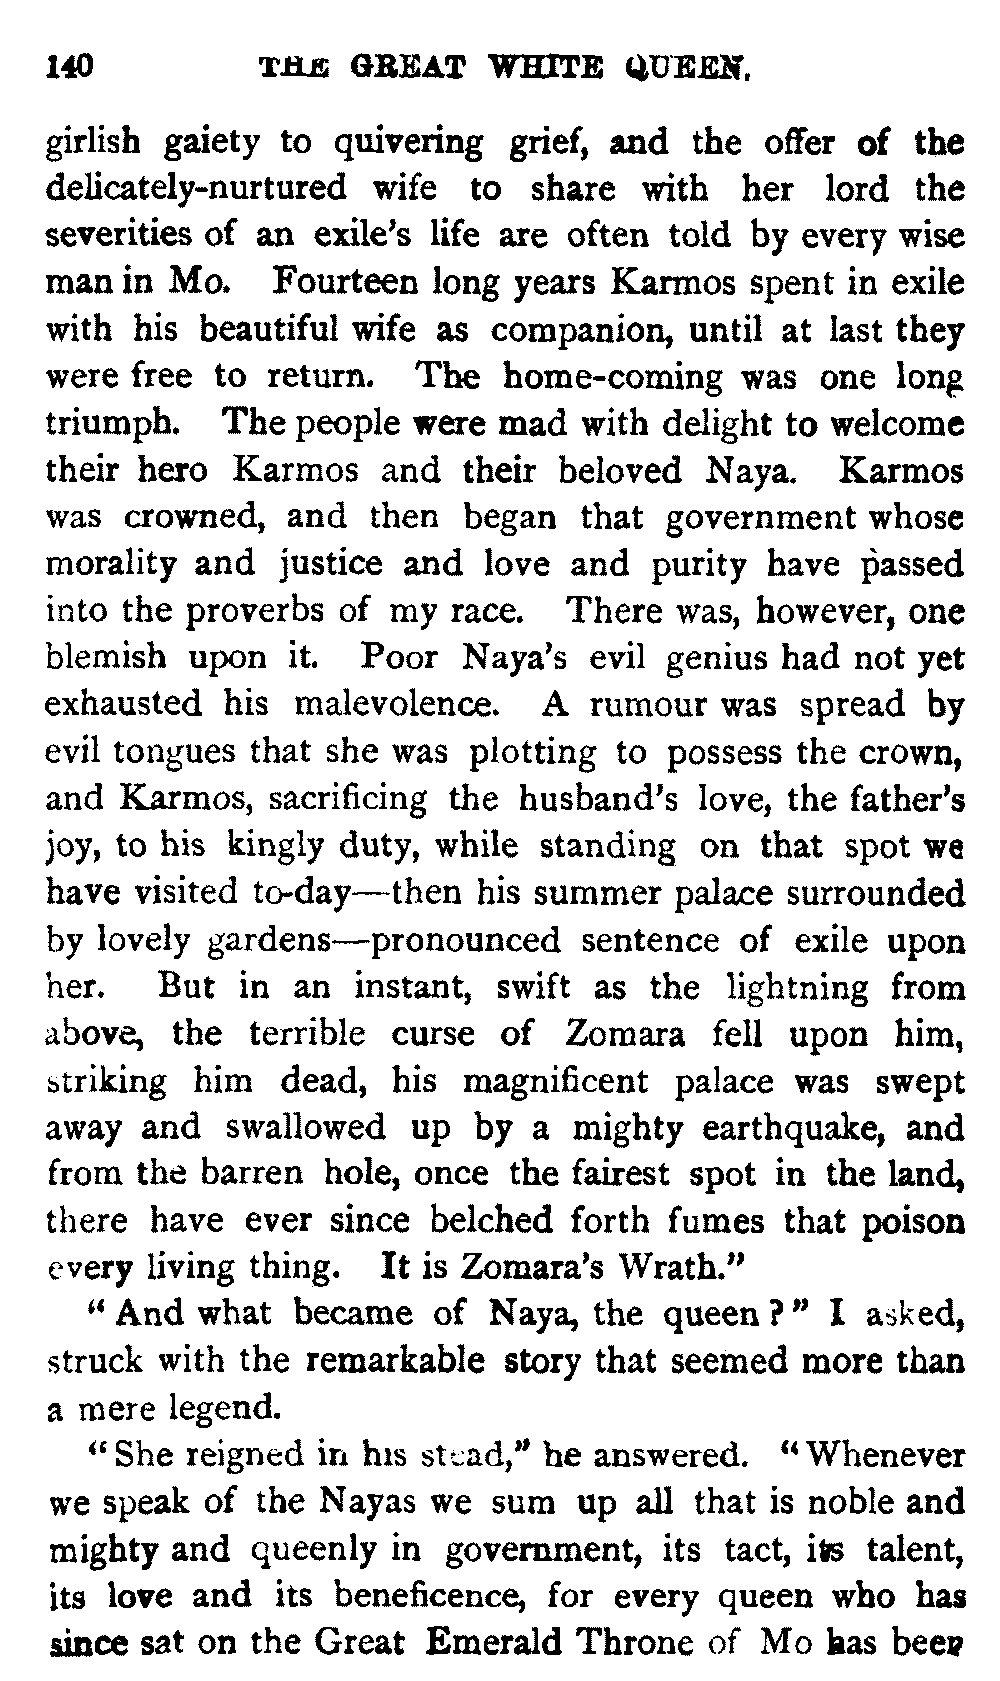 140 THE GREAT WHITE QUEEN.
girlish gaiety to quivering grief, and the offer of the
delicately-nurtured wife to share with her lord the
severities of an exile's life are often told by every wise
man in Mo. Fourteen long years Karmos spent in exile
with his beautiful wife as companion, until at last they
were free to return. The home-coming was one long
triumph. The people were mad with delight to welcome
their hero Karmos and their beloved Naya. Karmos
was crowned, and then began that government whose
morality and justice and love and purity have passed
into the proverbs of my race. There was, however, one
blemish upon it. Poor Naya's evil genius had not yet
exhausted his malevolence. A rumour was spread by
evil tongues that she was plotting to possess the crown,
and Karmos, sacrificing the husband's love, the father's
joy, to his kingly duty, while standing on that spot we
have visited to-day—then his summer palace surrounded
by lovely gardens—pronounced sentence of exile upon
her. But in an instant, swift as the lightning from
above, the terrible curse of Zomara fell upon him,
striking him dead, his magnificent palace was swept
away and swallowed up by a mighty earthquake, and
from the barren hole, once the fairest spot in the land,
there have ever since belched forth fumes that poison
every living thing. It is Zomara's Wrath."
"And what became of Naya, the queen?" I asked,
struck with the remarkable story that seemed more than
a mere legend.
"She reigned in his stead," he answered. "Whenever
we speak of the Nayas we sum up all that is noble and
mighty and queenly in government, its tact, its talent,
its love and its beneficence, for every queen who has
since sat on the Great Emerald Throne of Mo has been